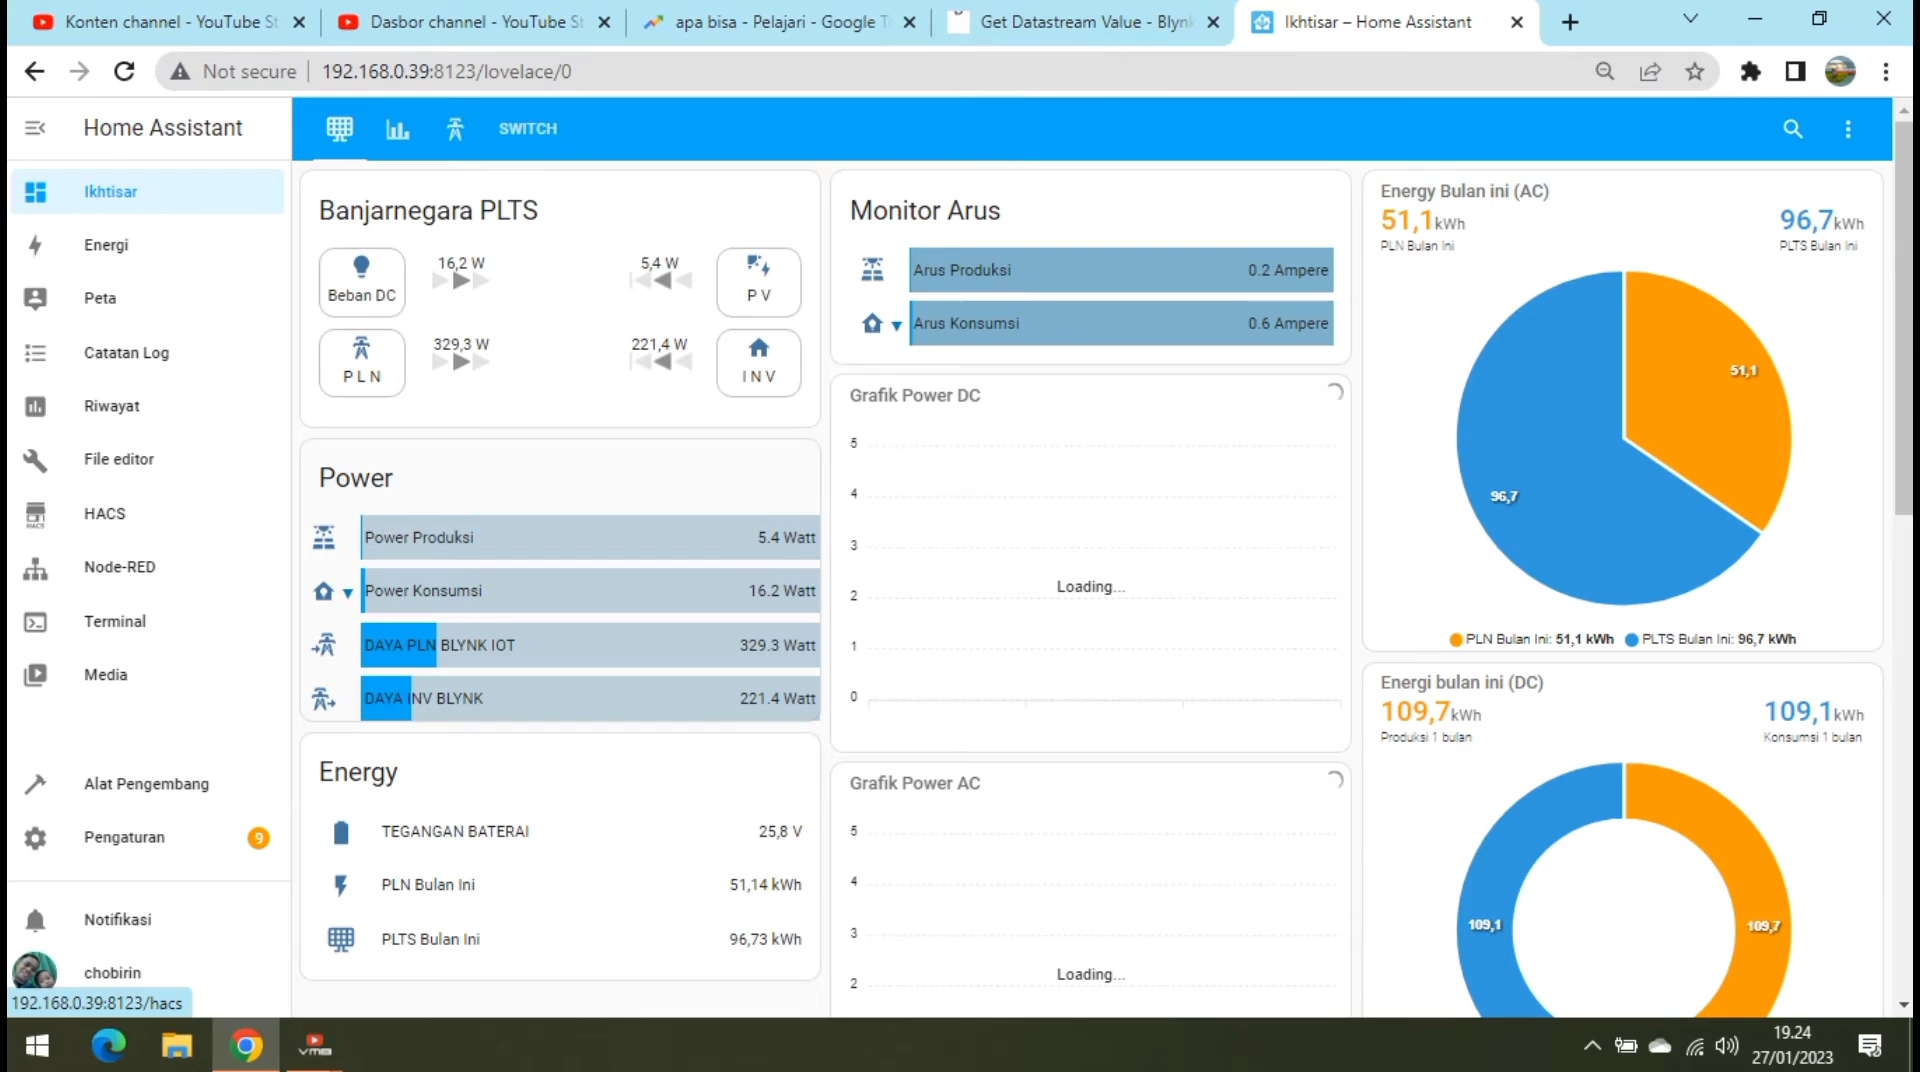 Konten channel - YouTube St
Dasbor channel - YouTube St
apa bisa - Pelajari - Google Tr
Get Datastream Value - Blynk
Ikhtisar – Home Assistant
Not secure
192.168.0.39:8123/lovelace/0
Home Assistant
SWITCH
Ikhtisar
Energi
Peta
Catatan Log
Riwayat
File editor
HACS
HACS
Node-RED
Terminal
Media
Alat Pengembang
Pengaturan
9
Notifikasi
chobirin
192.168.0.39:8123/hacs
Banjarnegara PLTS
Beban DC
16,2 W
5,4 W
P V
P L N
329,3 W
221,4 W
I N V
Power
Power Produksi
5.4 Watt
Power Konsumsi
16.2 Watt
DAYA PLN BLYNK IOT
329.3 Watt
DAYA INV BLYNK
221.4 Watt
Energy
TEGANGAN BATERAI
25,8 V
PLN Bulan Ini
51,14 kWh
PLTS Bulan Ini
96,73 kWh
Monitor Arus
Arus Produksi
0.2 Ampere
Arus Konsumsi
0.6 Ampere
Grafik Power DC
5
4
3
2
1
0
Loading...
Grafik Power AC
5
4
3
2
Loading...
Energy Bulan ini (AC)
51,1kWh
PLN Bulan Ini
96,7kWh
PLTS Bulan Ini
51,1
96,7
PLN Bulan Ini: 51,1 kWh
PLTS Bulan Ini: 96,7 kWh
Energi bulan ini (DC)
109,7kWh
Produksi 1 bulan
109,1kWh
Konsumsi 1 bulan
109,1
109,7
19.24
27/01/2023